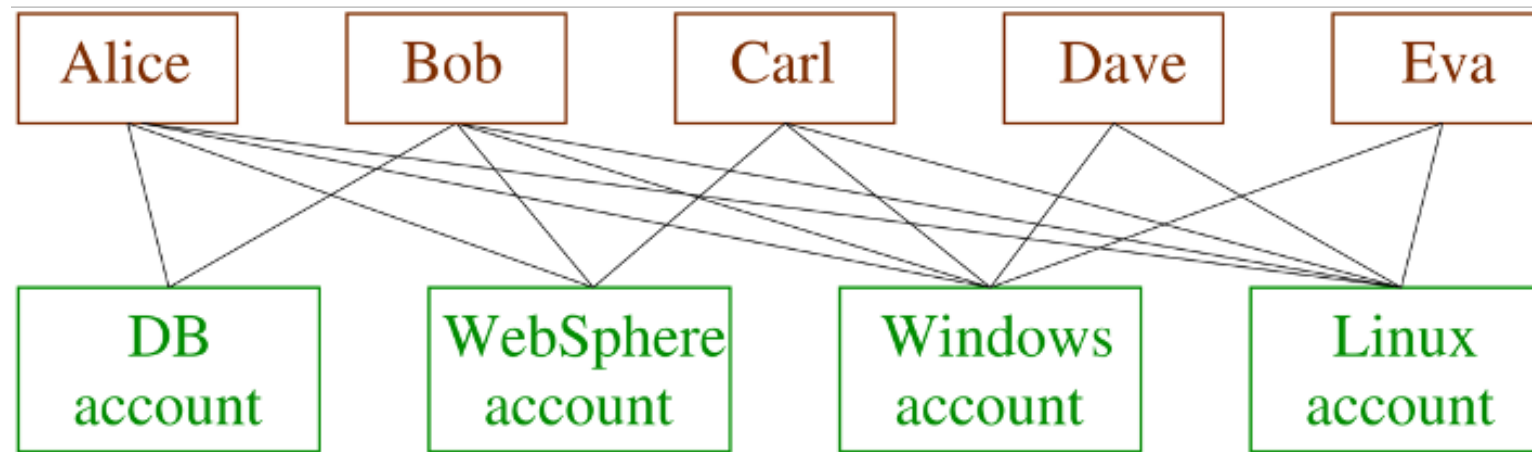 Alice
Bob
Carl
Dave
Eva
DB
account
WebSphere
account
Windows
account
Linux
account